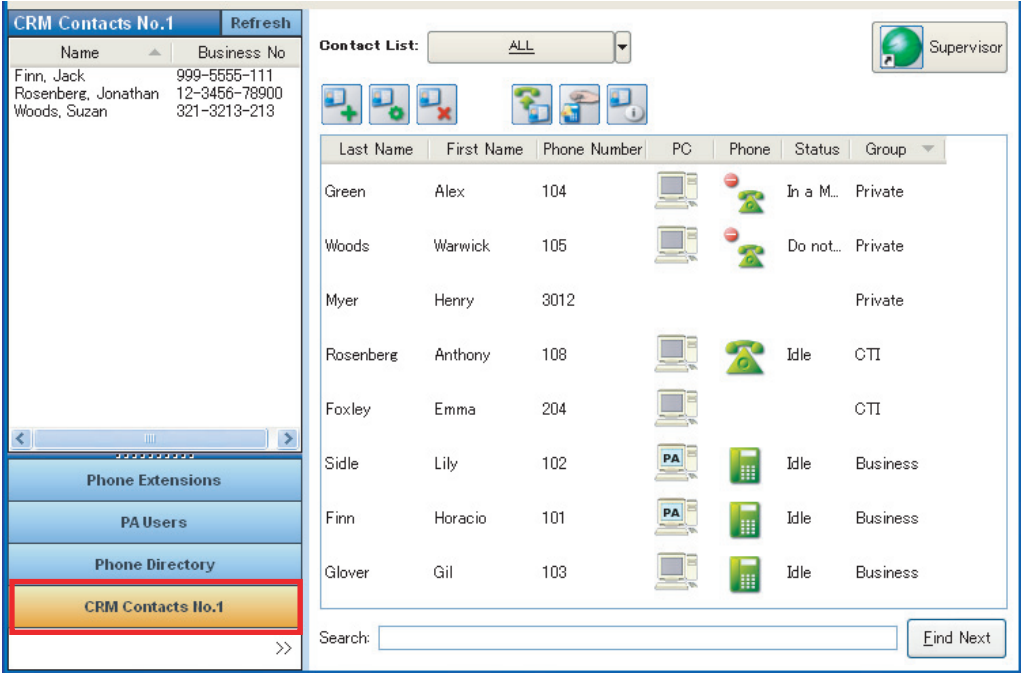 CRM Contacts No.1 Refresh
Name Business No
Finn, Jack 999-5555-111
Rosenberg, Jonathan 12-3456-78900
Woods, Suzan 321-3213-213
Phone Extensions
PA Users
Phone Directory
CRM Contacts No.1
>>
Contact List: ALL
Supervisor
Last Name First Name Phone Number PC Phone Status Group
Green Alex 104 In a M... Private
Woods Warwick 105 Do not... Private
Myer Henry 3012 Private
Rosenberg Anthony 108 Idle CTI
Foxley Emma 204 CTI
Sidle Lily 102 PA Idle Business
Finn Horacio 101 PA Idle Business
Glover Gil 103 Idle Business
Search: Find Next